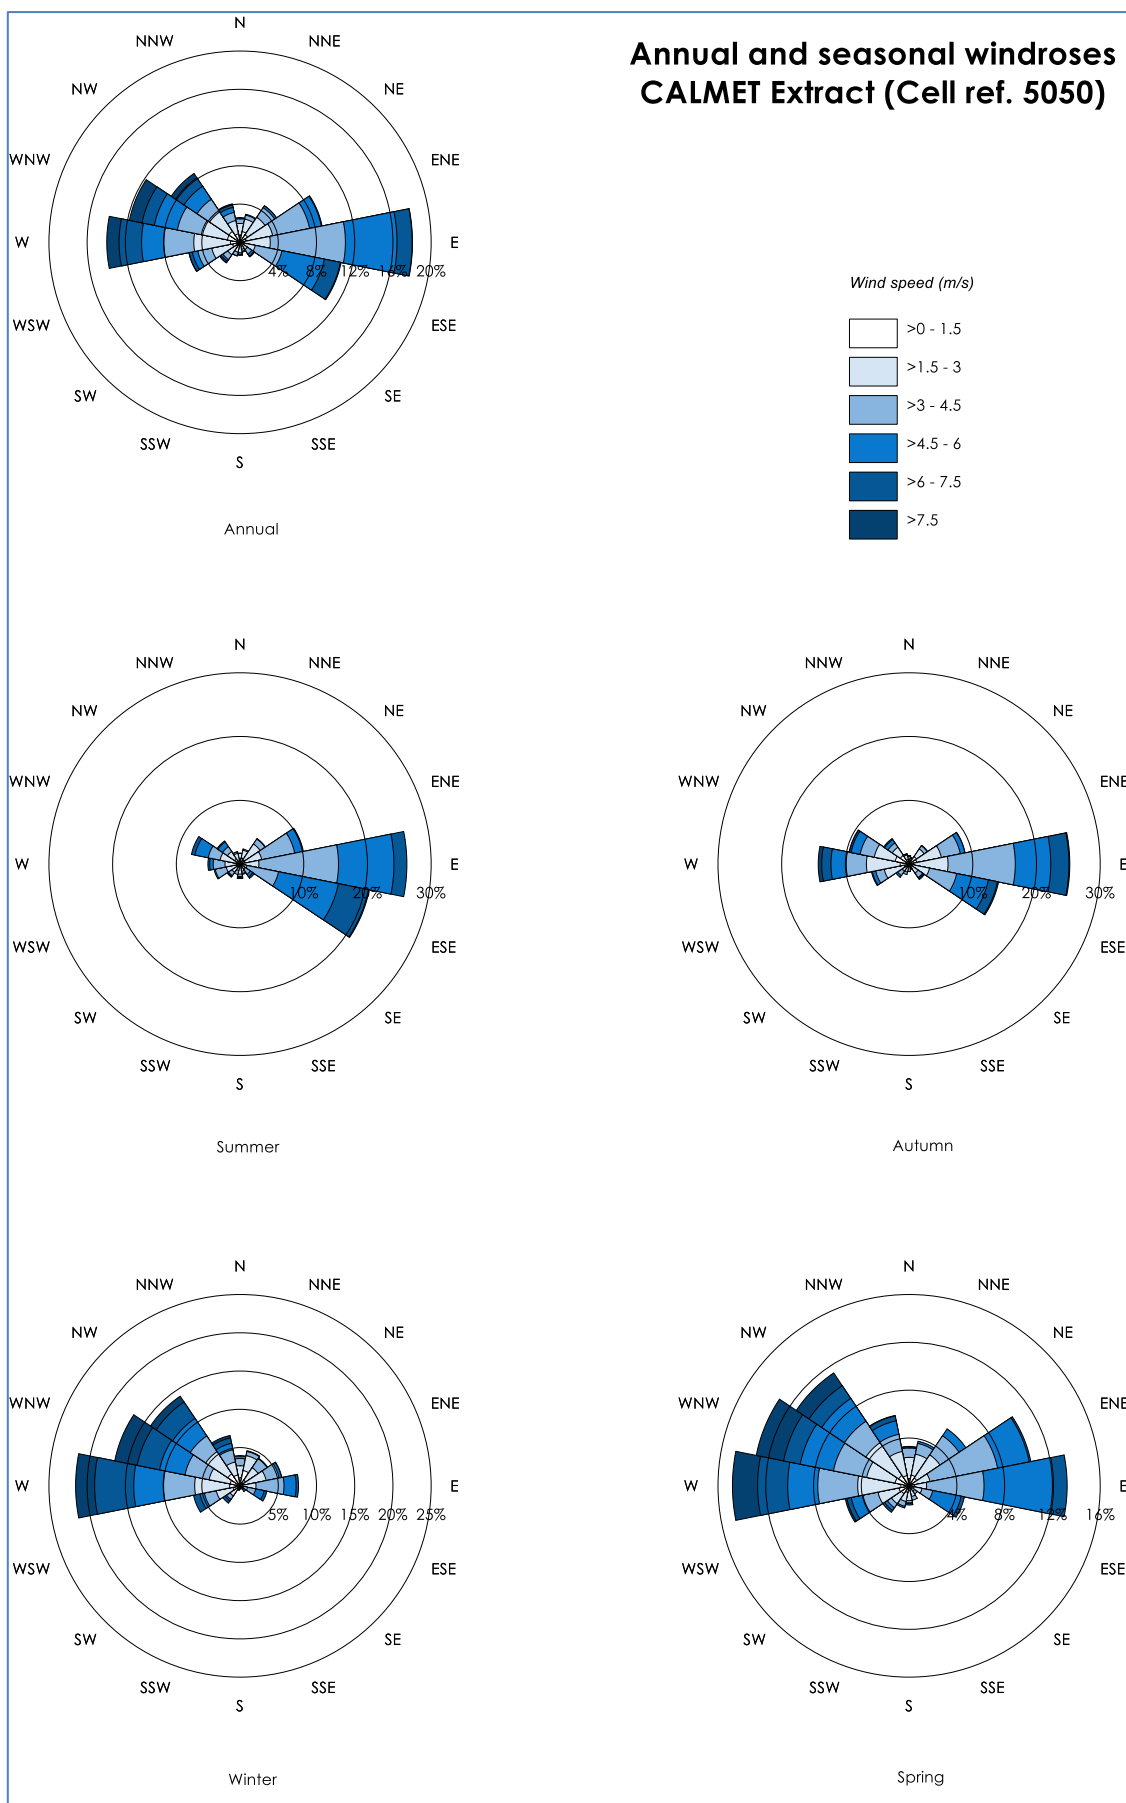 Annual and seasonal windroses
CALMET Extract (Cell ref. 5050)
N
NNW
NNE
NW
NE
WNW
ENE
W
E
4%
8%
12%
16%
20%
WSW
ESE
SW
SE
SSW
SSE
S
Annual
Wind speed (m/s)
>0 - 1.5
>1.5 - 3
>3 - 4.5
>4.5 - 6
>6 - 7.5
>7.5
N
NNW
NNE
NW
NE
WNW
ENE
W
E
10%
20%
30%
WSW
ESE
SW
SE
SSW
SSE
S
Summer
N
NNW
NNE
NW
NE
WNW
ENE
W
E
10%
20%
30%
WSW
ESE
SW
SE
SSW
SSE
S
Autumn
N
NNW
NNE
NW
NE
WNW
ENE
W
E
5%
10%
15%
20%
25%
WSW
ESE
SW
SE
SSW
SSE
S
Winter
N
NNW
NNE
NW
NE
WNW
ENE
W
E
4%
8%
12%
16%
WSW
ESE
SW
SE
SSW
SSE
S
Spring